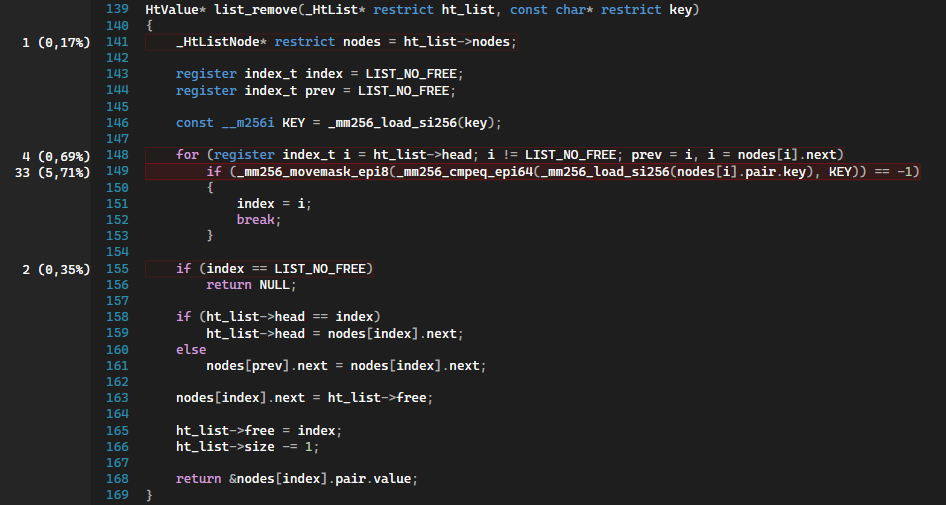 139 HtValue* list_remove(_HtList* restrict ht_list, const char* restrict key)
140 {
1 (0,17%) 141     _HtListNode* restrict nodes = ht_list->nodes;
142
143     register index_t index = LIST_NO_FREE;
144     register index_t prev = LIST_NO_FREE;
145
146     const __m256i KEY = _mm256_load_si256(key);
147
4 (0,69%) 148     for (register index_t i = ht_list->head; i != LIST_NO_FREE; prev = i, i = nodes[i].next)
33 (5,71%) 149         if (_mm256_movemask_epi8(_mm256_cmpeq_epi64(_mm256_load_si256(nodes[i].pair.key), KEY)) == -1)
150         {
151             index = i;
152             break;
153         }
154
2 (0,35%) 155     if (index == LIST_NO_FREE)
156         return NULL;
157
158     if (ht_list->head == index)
159         ht_list->head = nodes[index].next;
160     else
161         nodes[prev].next = nodes[index].next;
162
163     nodes[index].next = ht_list->free;
164
165     ht_list->free = index;
166     ht_list->size -= 1;
167
168     return &nodes[index].pair.value;
169 }